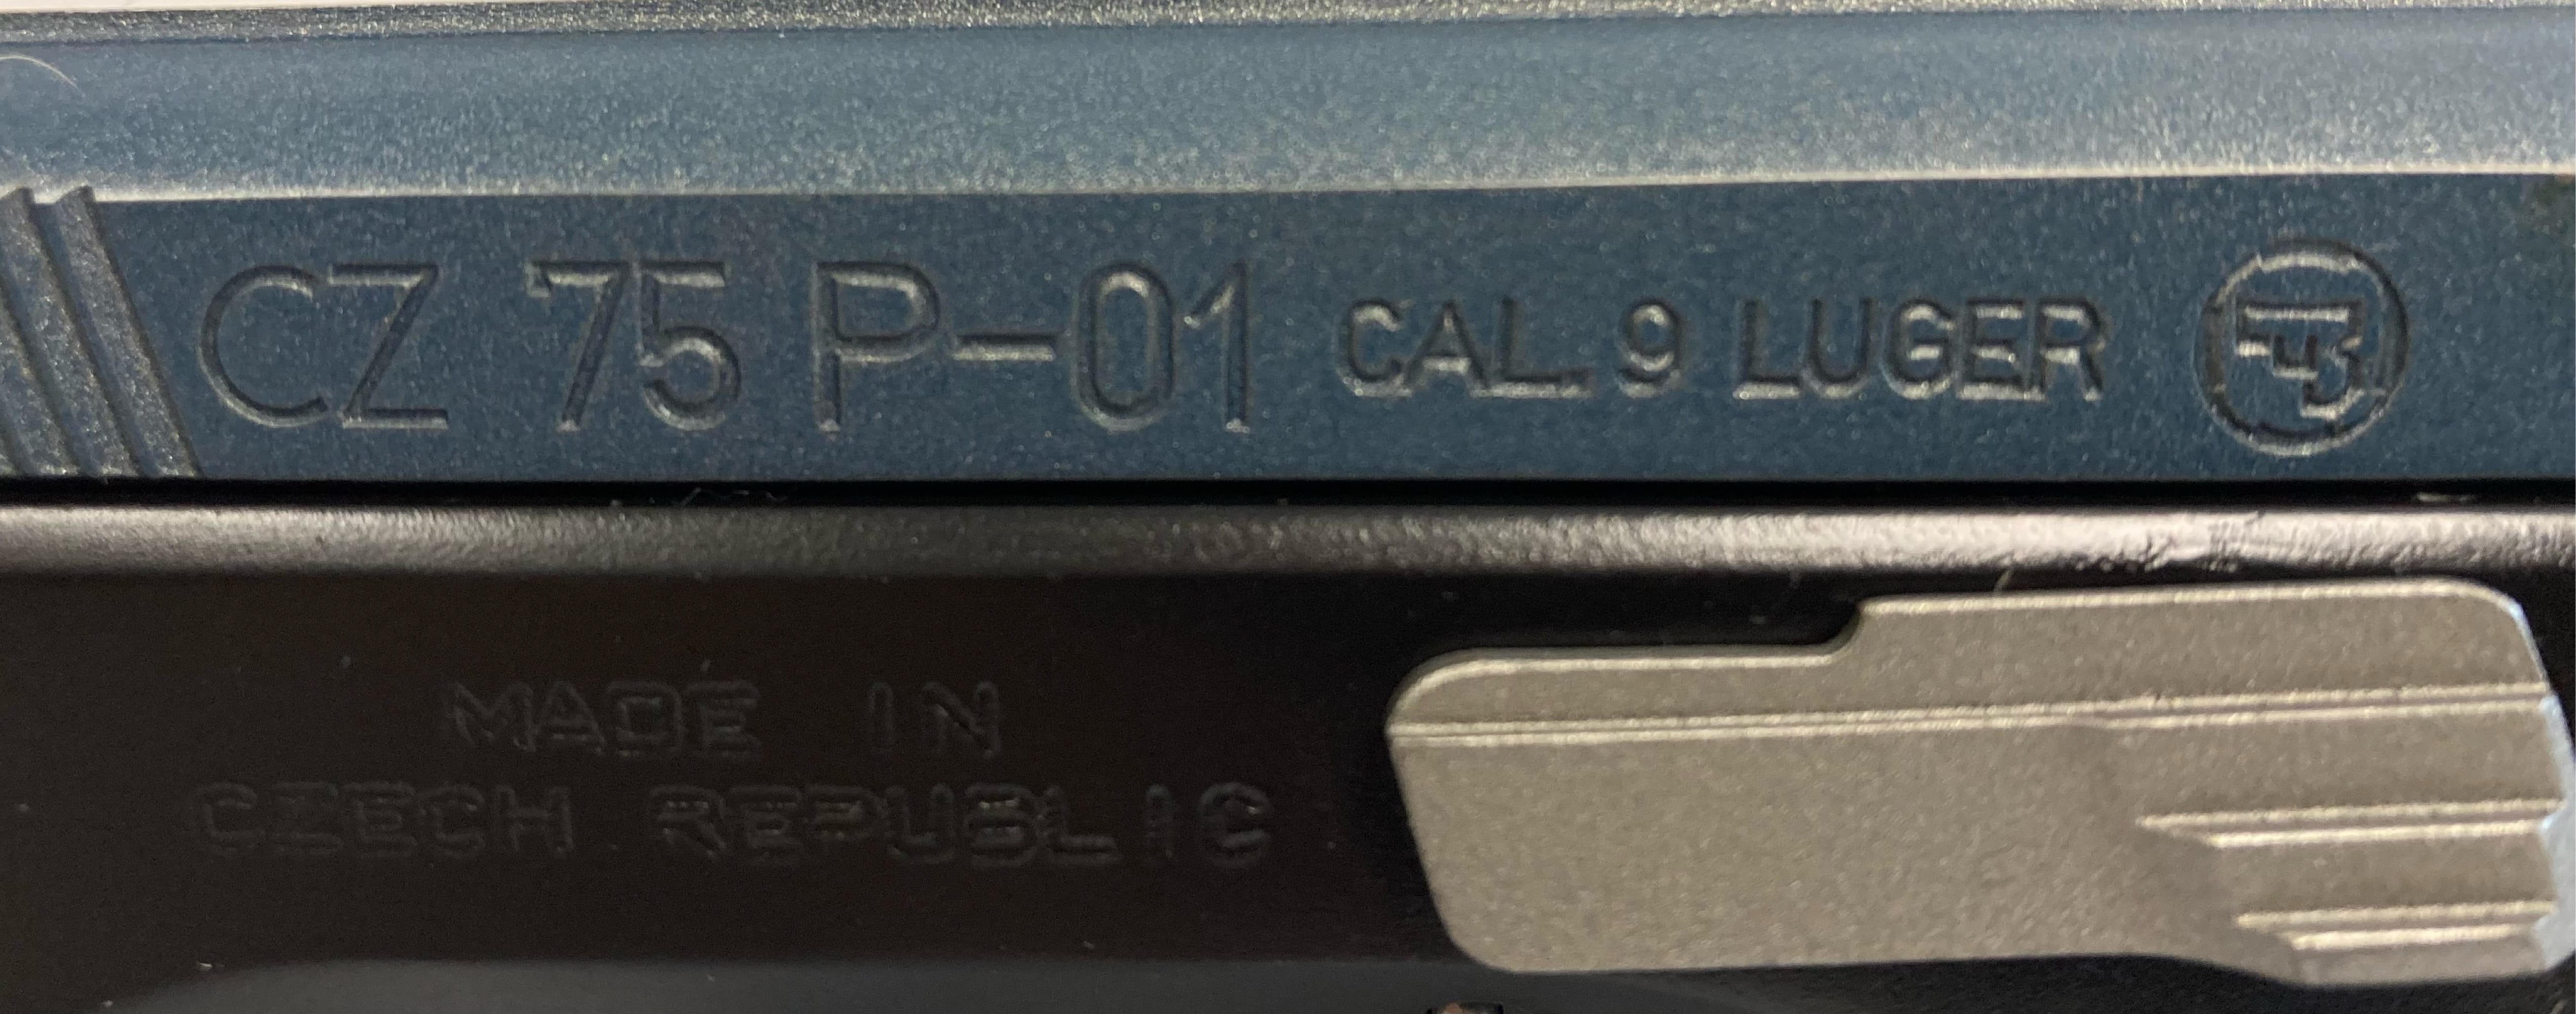 CZ 75 P-01 CAL. 9 LUGER
MADE IN
CZECH REPUBLIC